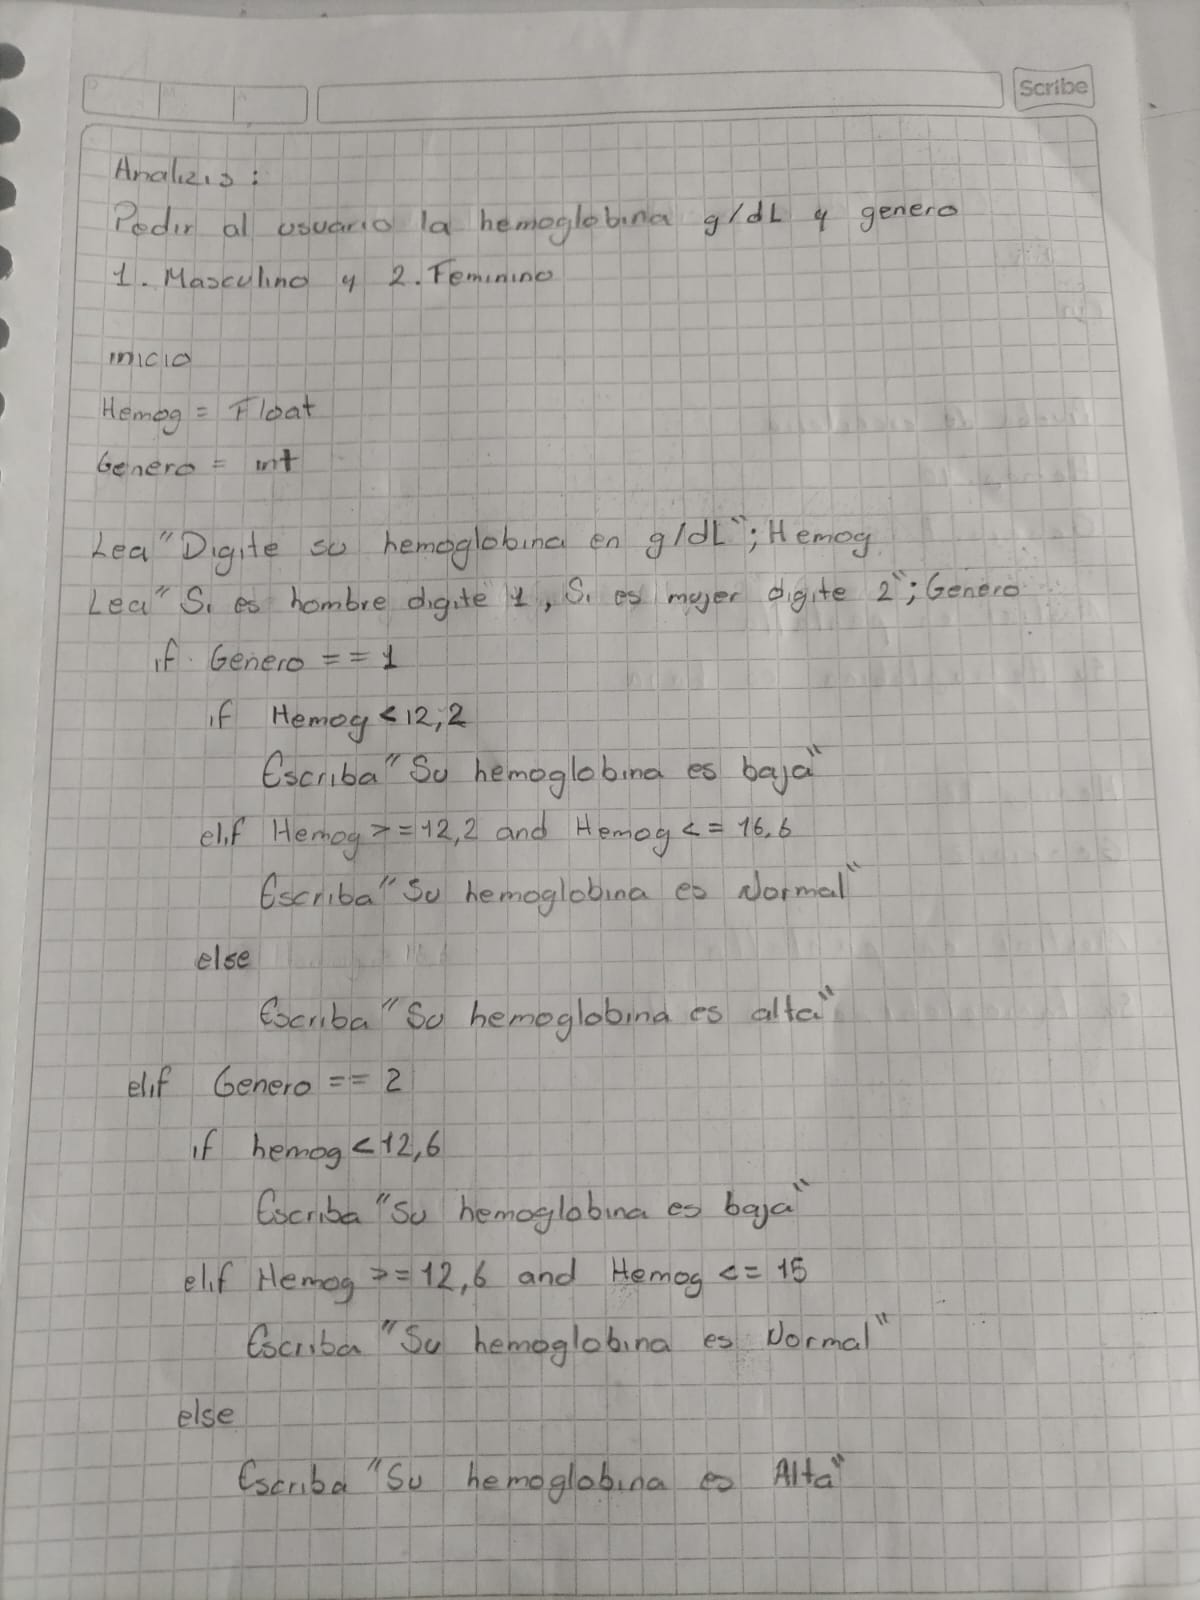 Scribe
Analizis:
Pedir al usuario la hemoglobina g/dL y genero
1. Masculino y 2. Feminino
inicio
Hemog = Float
Genero = int
Lea "Digite su hemoglobina en g/dL"; Hemog
Lea "Si es hombre digite 1, Si es mujer digite 2"; Genero
if Genero == 1
if Hemog < 12,2
Escriba "Su hemoglobina es baja"
elif Hemog >= 12,2 and Hemog <= 16,6
Escriba "Su hemoglobina es Normal"
else
Escriba "Su hemoglobina es alta"
elif Genero == 2
if hemog < 12,6
Escriba "Su hemoglobina es baja"
elif Hemog >= 12,6 and Hemog <= 15
Escriba "Su hemoglobina es Normal"
else
Escriba "Su hemoglobina es Alta"